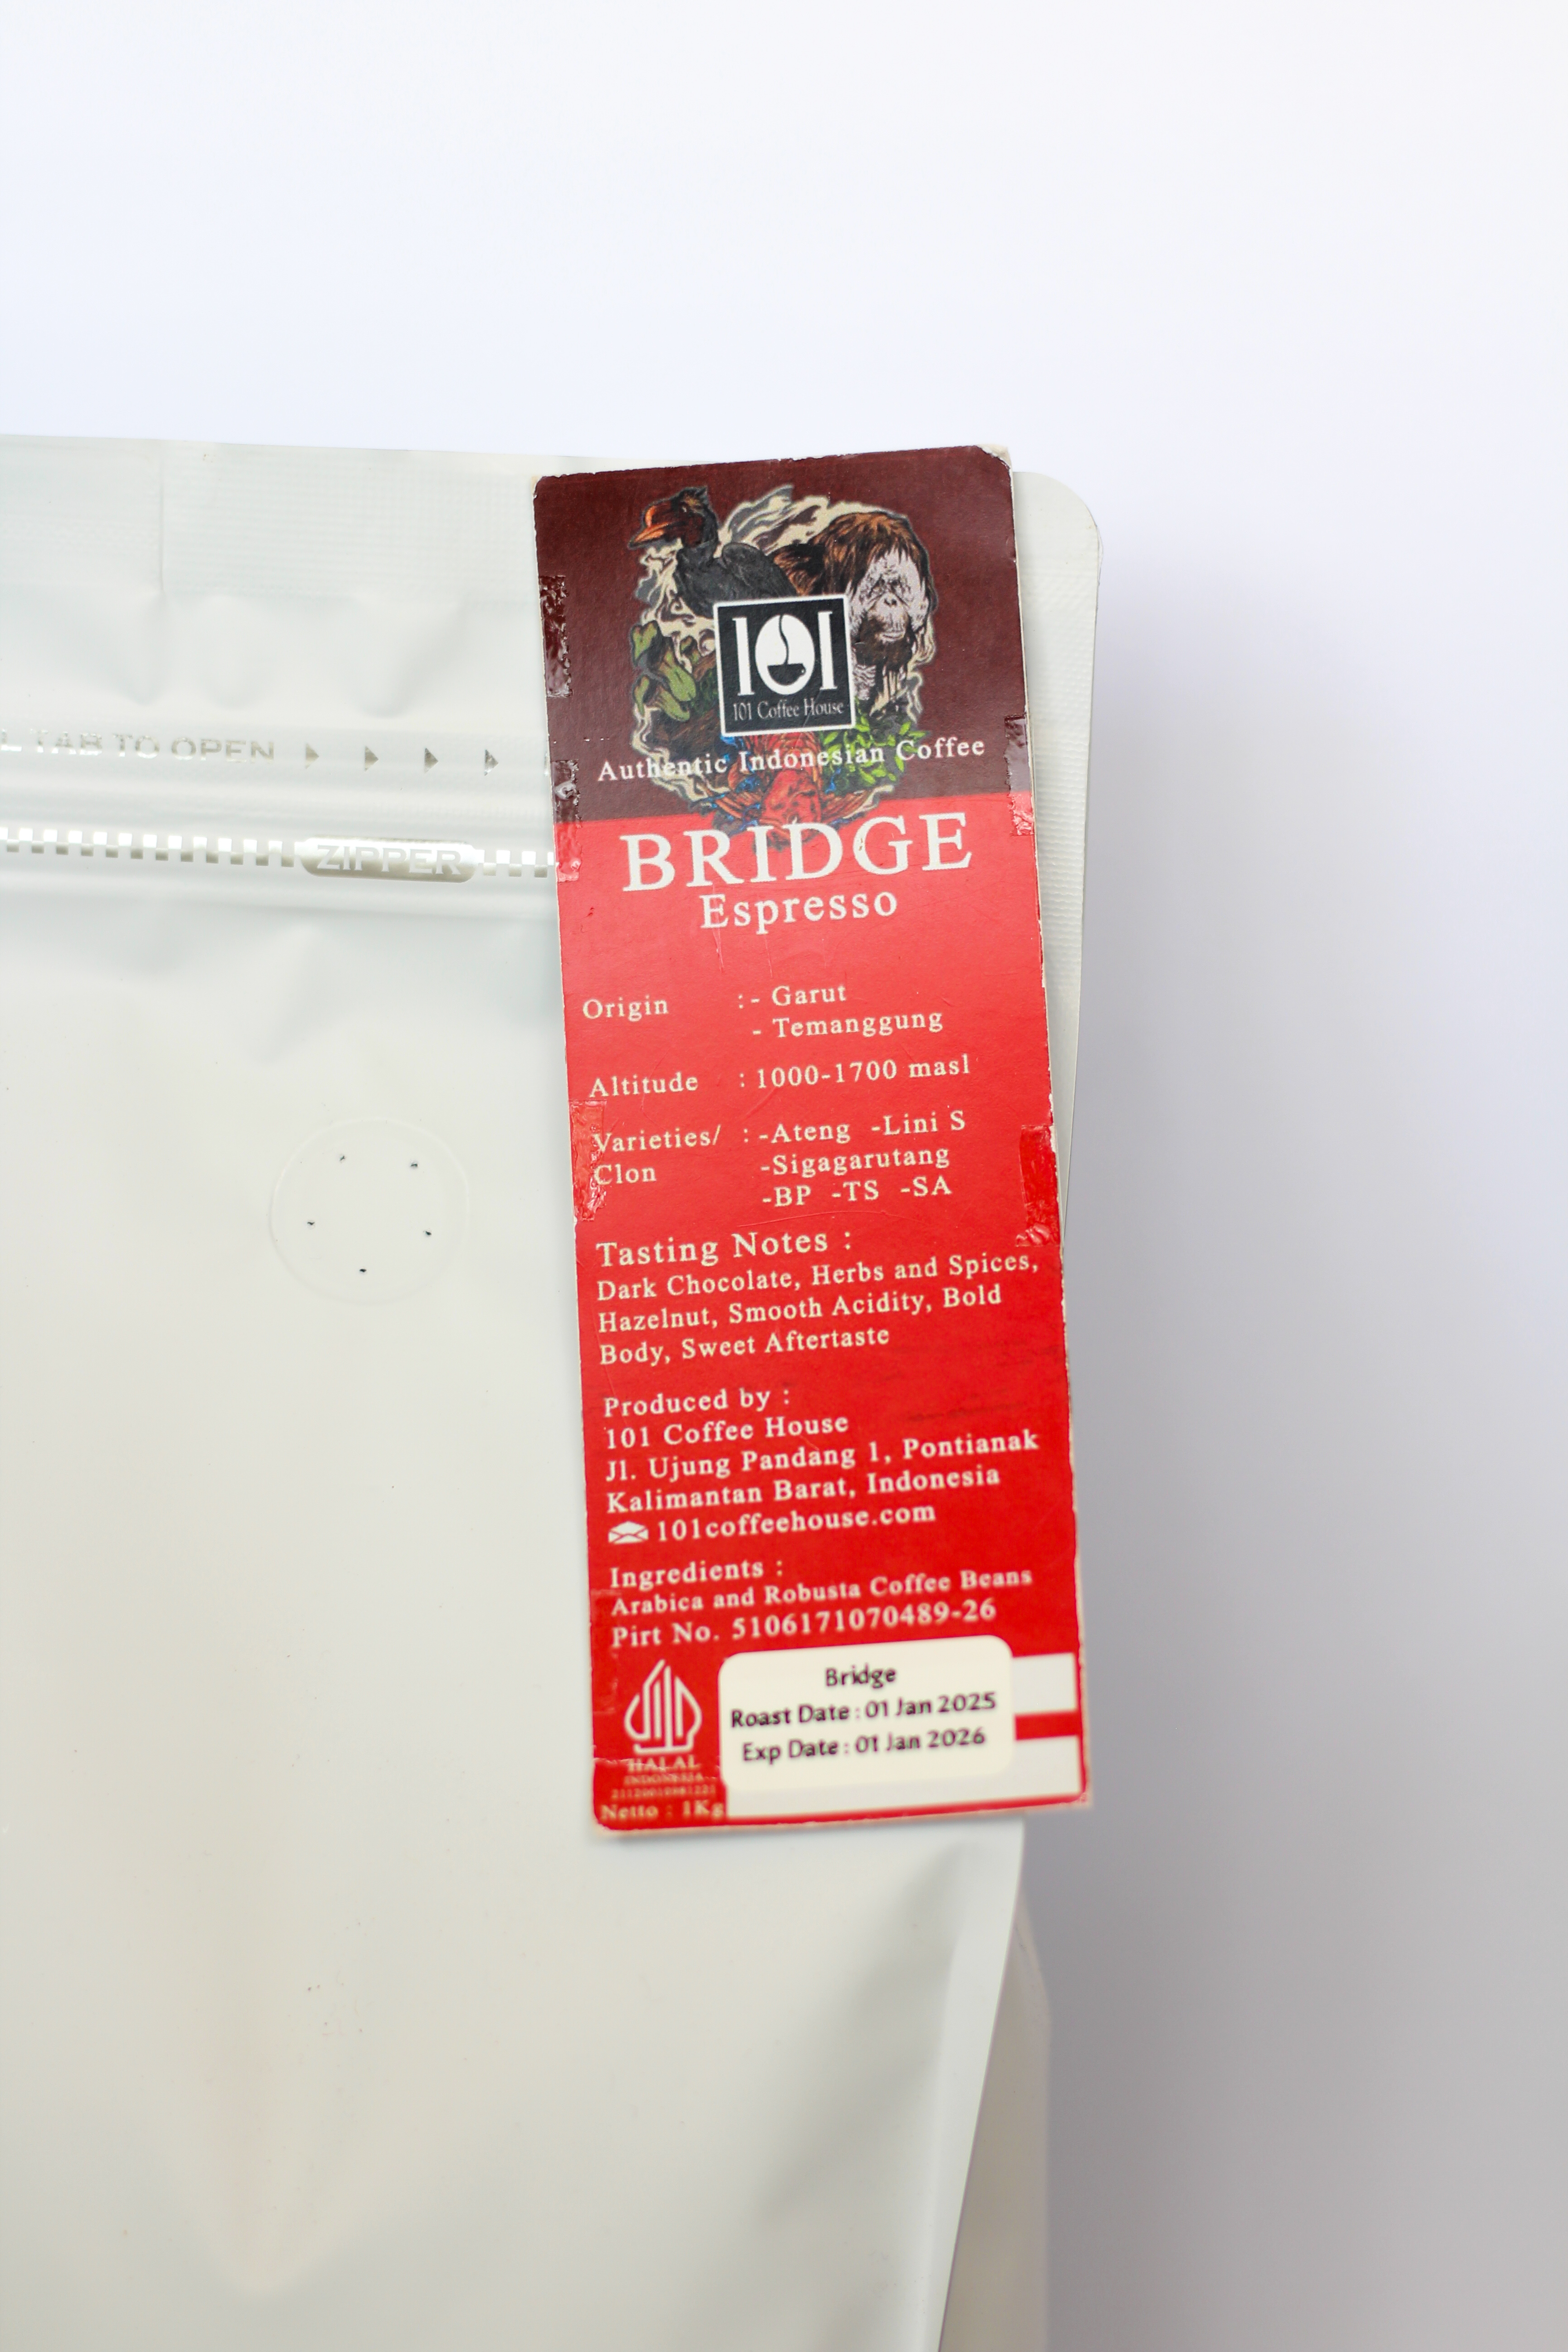 101
101 Coffee House
Authentic Indonesian Coffee
L TAB TO OPEN
ZIPPER
BRIDGE
Espresso
Origin : - Garut
- Temanggung
Altitude : 1000-1700 masl
Varieties/ : -Ateng -Lini S
Clon -Sigagarutang
-BP -TS -SA
Tasting Notes :
Dark Chocolate, Herbs and Spices,
Hazelnut, Smooth Acidity, Bold
Body, Sweet Aftertaste
Produced by :
101 Coffee House
Jl. Ujung Pandang 1, Pontianak
Kalimantan Barat, Indonesia
101coffeehouse.com
Ingredients :
Arabica and Robusta Coffee Beans
Pirt No. 5106171070489-26
Bridge
Roast Date : 01 Jan 2025
Exp Date : 01 Jan 2026
HALAL
INDONESIA
Netto : 1Kg